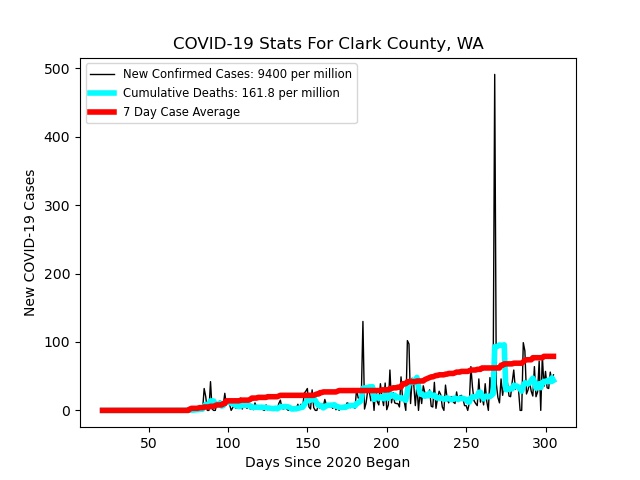 COVID-19 Stats For Clark County, WA
New Confirmed Cases: 9400 per million
Cumulative Deaths: 161.8 per million
7 Day Case Average
500
400
300
200
100
0
New COVID-19 Cases
50 100 150 200 250 300
Days Since 2020 Began